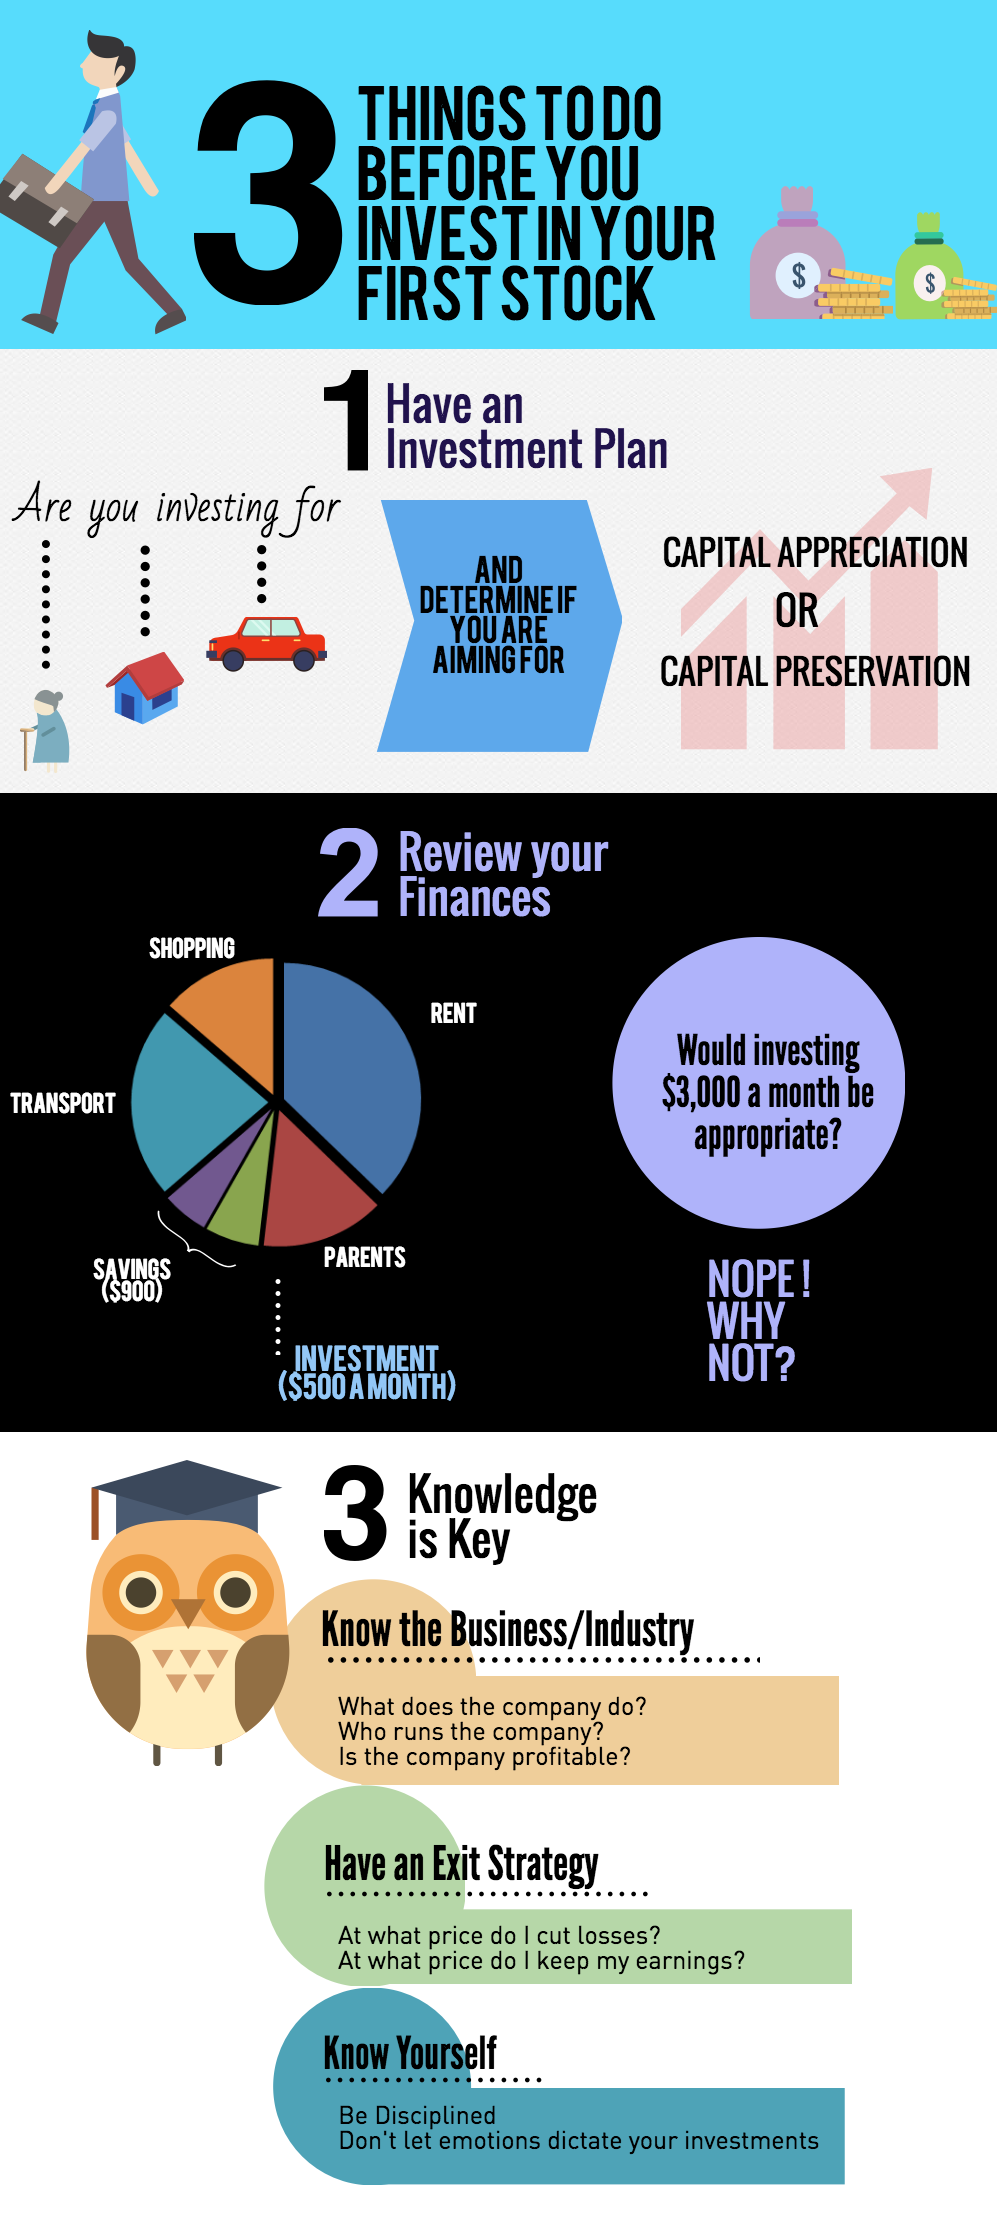 3
THINGS TO DO
BEFORE YOU
INVEST IN YOUR
FIRST STOCK
$
$
1
Have an
Investment Plan
Are you investing for
AND
DETERMINE IF
YOU ARE
AIMING FOR
CAPITAL APPRECIATION
OR
CAPITAL PRESERVATION
2
Review your
Finances
SHOPPING
RENT
TRANSPORT
PARENTS
SAVINGS
($900)
INVESTMENT
($500 A MONTH)
Would investing
$3,000 a month be
appropriate?
NOPE!
WHY
NOT?
3
Knowledge
is Key
Know the Business/Industry
What does the company do?
Who runs the company?
Is the company profitable?
Have an Exit Strategy
At what price do I cut losses?
At what price do I keep my earnings?
Know Yourself
Be Disciplined
Don't let emotions dictate your investments